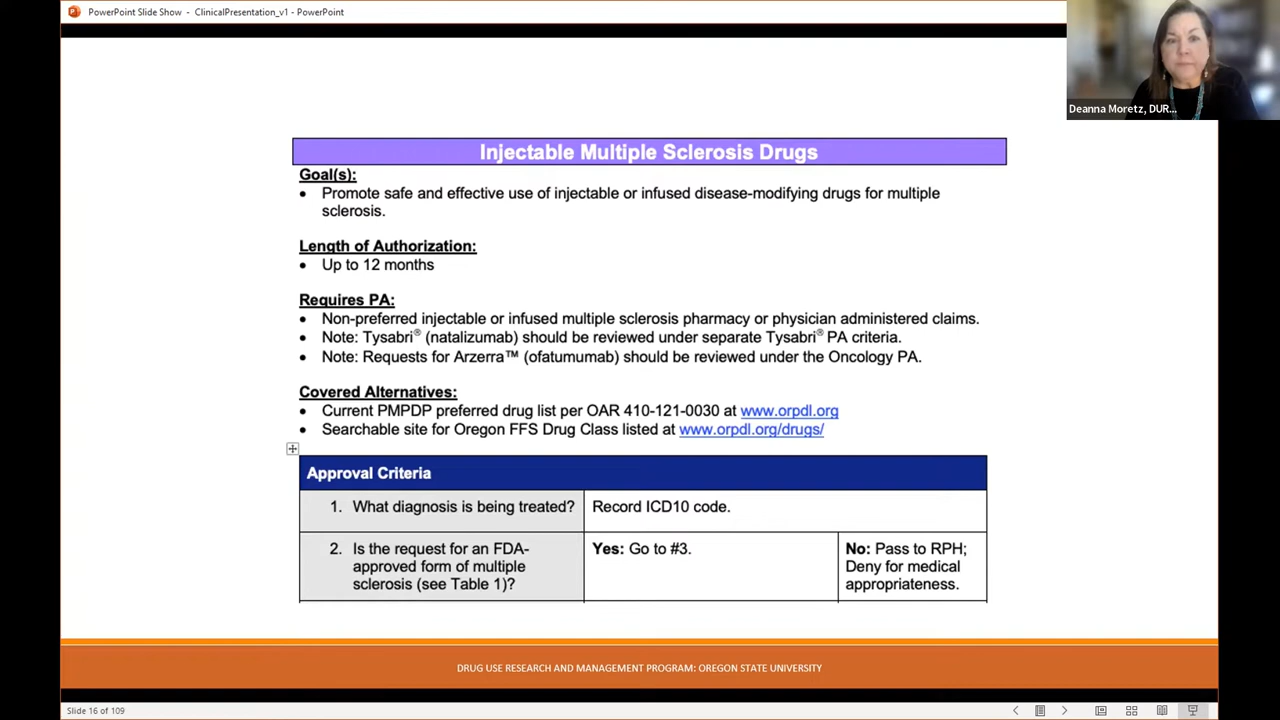 PowerPoint Slide Show - ClinicalPresentation_v1 - PowerPoint
Deanna Moretz, DUR...
Injectable Multiple Sclerosis Drugs
Goal(s):
• Promote safe and effective use of injectable or infused disease-modifying drugs for multiple
sclerosis.
Length of Authorization:
• Up to 12 months
Requires PA:
• Non-preferred injectable or infused multiple sclerosis pharmacy or physician administered claims.
• Note: Tysabri® (natalizumab) should be reviewed under separate Tysabri® PA criteria.
• Note: Requests for Arzerra™ (ofatumumab) should be reviewed under the Oncology PA.
Covered Alternatives:
• Current PMPDP preferred drug list per OAR 410-121-0030 at www.orpdl.org
• Searchable site for Oregon FFS Drug Class listed at www.orpdl.org/drugs/
Approval Criteria
1. What diagnosis is being treated?
Record ICD10 code.
2. Is the request for an FDA-
approved form of multiple
sclerosis (see Table 1)?
Yes: Go to #3.
No: Pass to RPH;
Deny for medical
appropriateness.
DRUG USE RESEARCH AND MANAGEMENT PROGRAM: OREGON STATE UNIVERSITY
Slide 16 of 109